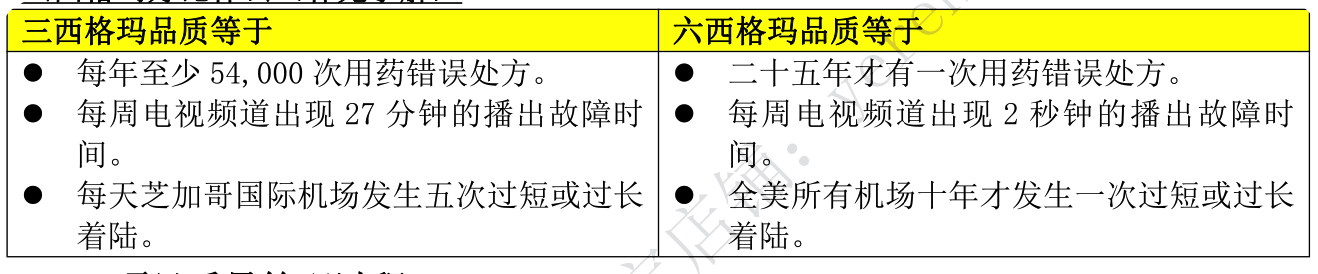 三西格玛品质等于
六西格玛品质等于
● 每年至少 54,000 次用药错误处方。
● 每周电视频道出现 27 分钟的播出故障时
间。
● 每天芝加哥国际机场发生五次过短或过长
着陆。
● 二十五年才有一次用药错误处方。
● 每周电视频道出现 2 秒钟的播出故障时
间。
● 全美所有机场十年才发生一次过短或过长
着陆。
店铺：